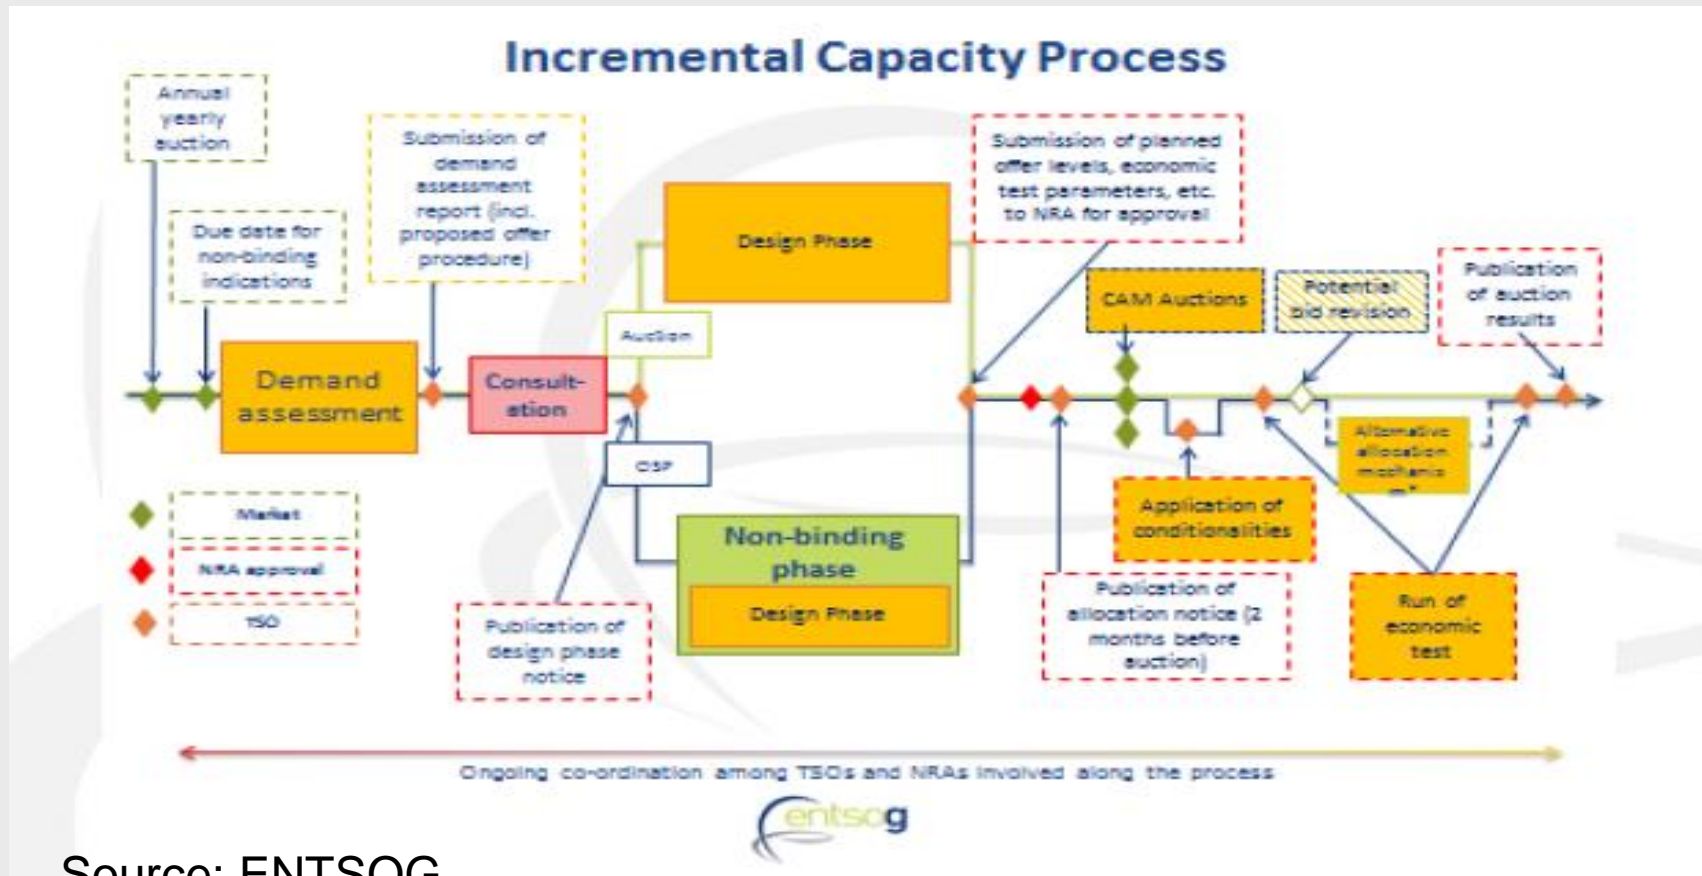 Incremental Capacity Process
Annual
yearly
auction
Due date for
non-binding
indications
Submission of
demand
assessment
report (incl.
proposed offer
procedure)
Demand
assessment
Consult-
ation
Auction
OSP
Design Phase
Non-binding
phase
Design Phase
Submission of planned
offer levels, economic
test parameters, etc.
to NRA for approval
CAM Auctions
Potential
bid revision
Publication
of auction
results
Alternative
allocation
mechanis
m*
Application of
conditionalities
Publication of
allocation notice (2
months before
auction)
Run of
economic
test
Publication of
design phase
notice
Market
NRA approval
TSO
Ongoing co-ordination among TSOs and NRAs involved along the process
entsog
Source: ENTSOG